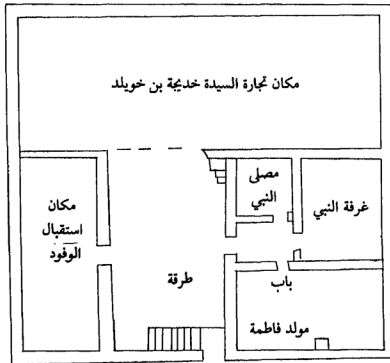 مكان تجارة السيدة خديجة بن خويلد
مصلى
النبي
غرفة النبي
مكان
استقبال
الوفود
طرقة
باب
مولد فاطمة